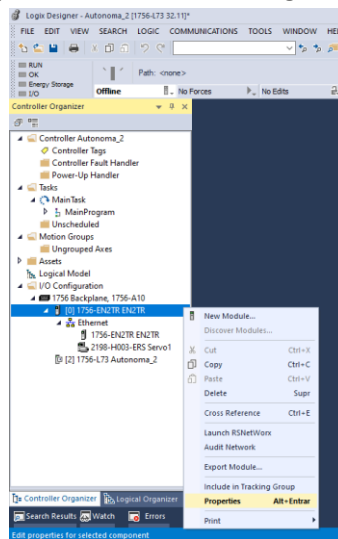 Logix Designer - Autonoma_2 [1756-L73 32.11]*
FILE EDIT VIEW SEARCH LOGIC COMMUNICATIONS TOOLS WINDOW HEL
RUN
OK
Energy Storage
I/O
Path: <none>
Offline No Forces No Edits
Controller Organizer
Controller Autonoma_2
Controller Tags
Controller Fault Handler
Power-Up Handler
Tasks
MainTask
MainProgram
Unscheduled
Motion Groups
Ungrouped Axes
Assets
Logical Model
I/O Configuration
1756 Backplane, 1756-A10
[0] 1756-EN2TR EN2TR
Ethernet
1756-EN2TR EN2TR
2198-H003-ERS Servo1
[2] 1756-L73 Autonoma_2
New Module...
Discover Modules...
Cut Ctrl+X
Copy Ctrl+C
Paste Ctrl+V
Delete Supr
Cross Reference Ctrl+E
Launch RSNetWorx
Audit Network
Export Module...
Include in Tracking Group
Properties Alt+Entrar
Print
Controller Organizer Logical Organizer
Search Results Watch Errors
Edit properties for selected component